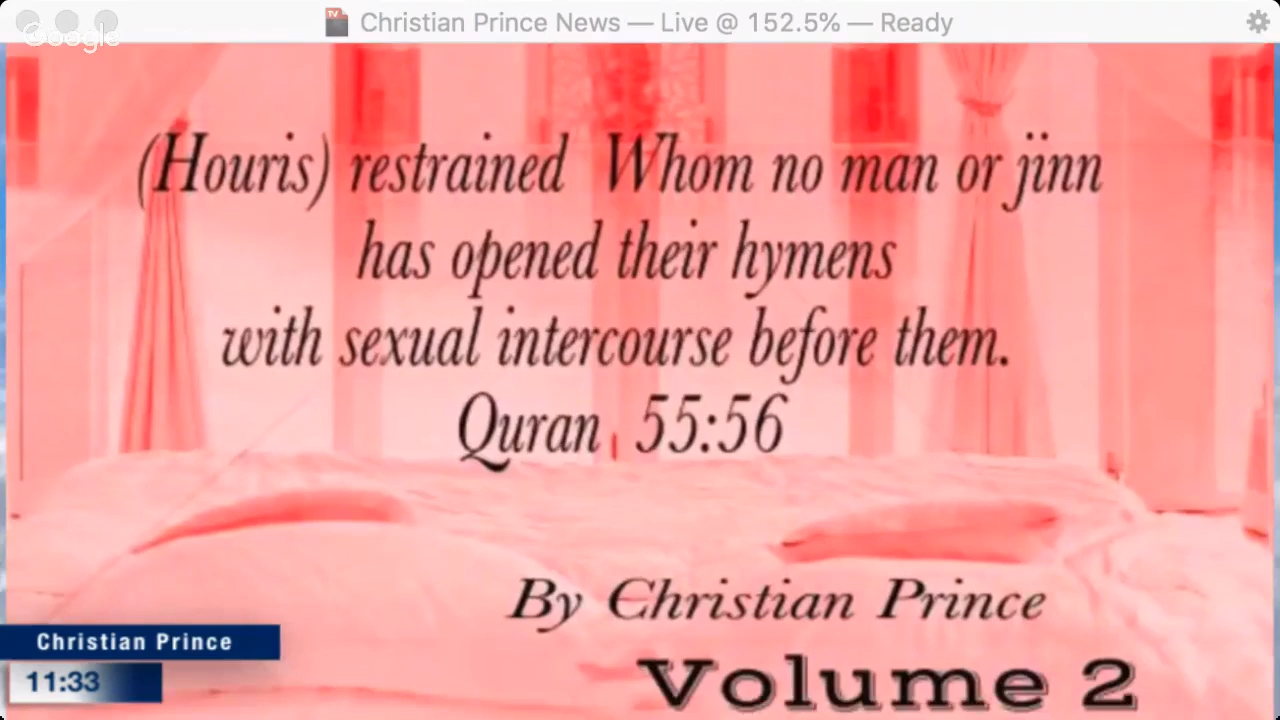 Christian Prince News — Live @ 152.5% — Ready
Google
(Houris) restrained Whom no man or jinn
has opened their hymens
with sexual intercourse before them.
Quran 55:56
By Christian Prince
Volume 2
Christian Prince
11:33